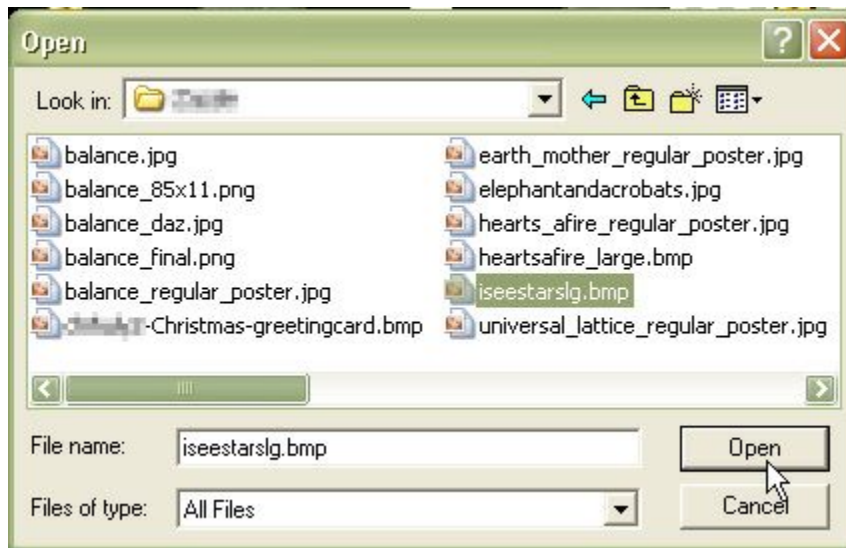 Open
Look in:
balance.jpg
balance_85x11.png
balance_daz.jpg
balance_final.png
balance_regular_poster.jpg
-Christmas-greetingcard.bmp
earth_mother_regular_poster.jpg
elephantandacrobats.jpg
hearts_afire_regular_poster.jpg
heartsafire_large.bmp
iseestarslg.bmp
universal_lattice_regular_poster.jpg
File name: iseestarslg.bmp Open
Files of type: All Files Cancel